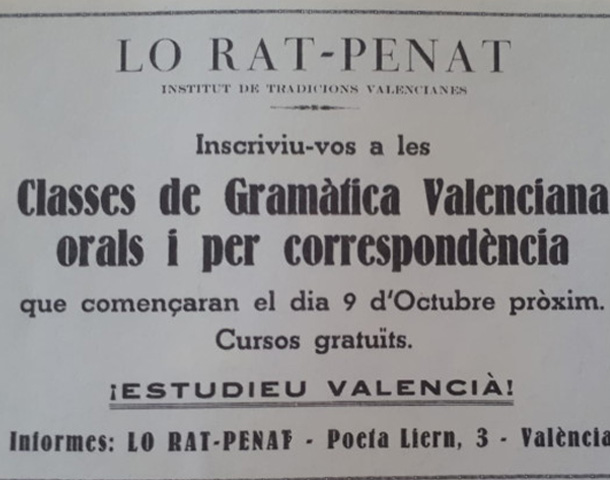 LO RAT-PENAT
INSTITUT DE TRADICIONS VALENCIANES
Inscriviu-vos a les
Classes de Gramàtica Valenciana
orals i per correspondència
que començaran el dia 9 d'Octubre pròxim.
Cursos gratuïts.
¡ESTUDIEU VALENCIÀ!
Informes: LO RAT-PENAT - Poeta Liern, 3 - València